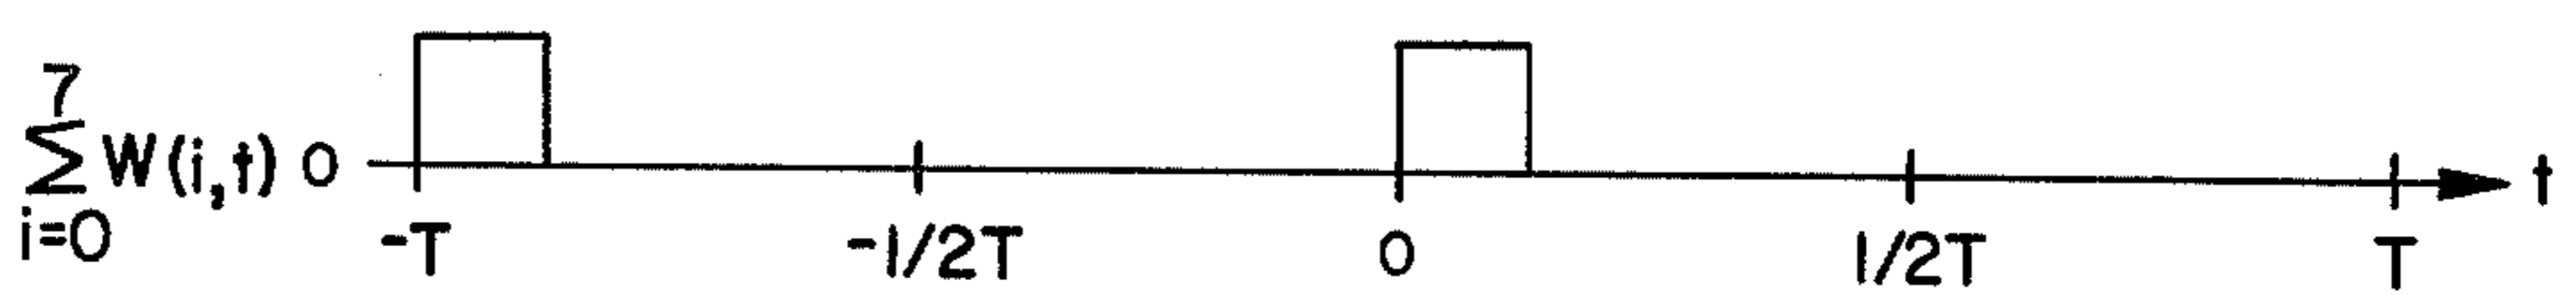 7
∑ W(i,t) 0
i=0
t
-T -1/2T 0 1/2T T